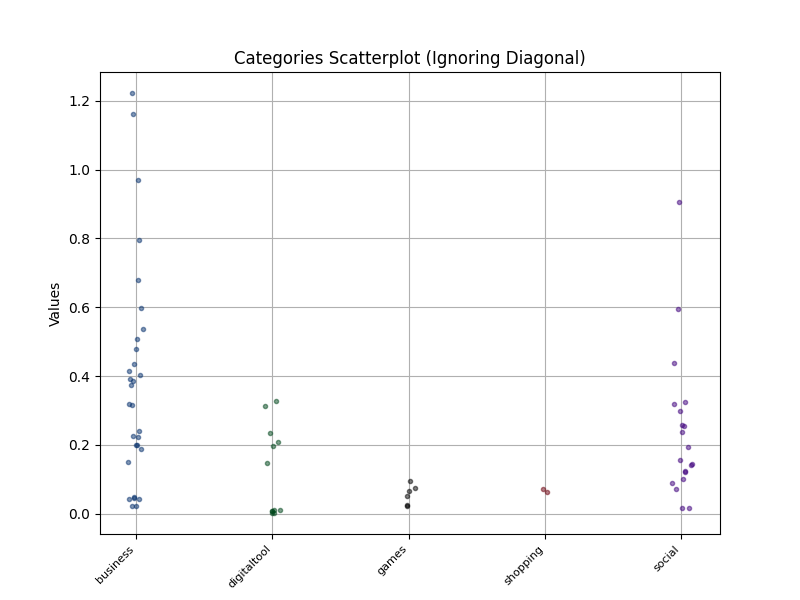 Categories Scatterplot (Ignoring Diagonal)
Values
1.2
1.0
0.8
0.6
0.4
0.2
0.0
business
digitaltool
games
shopping
social